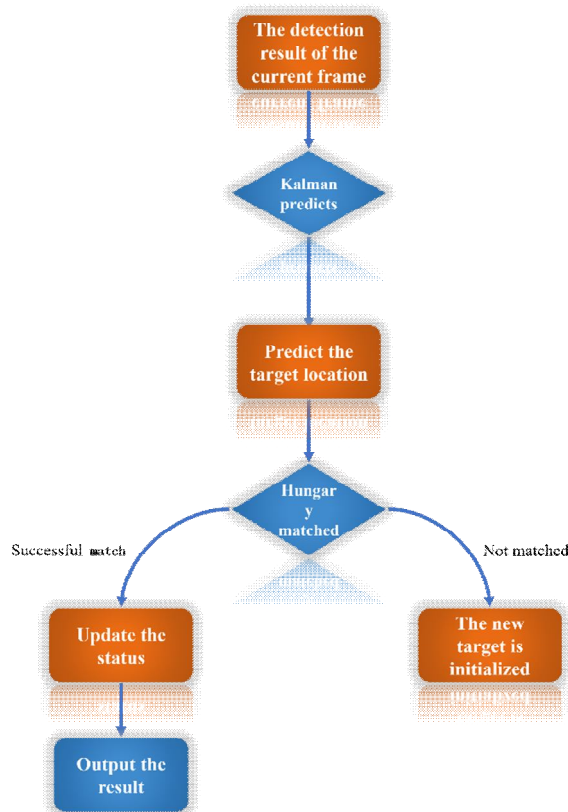 The detection
result of the
current frame
Kalman
predicts
Predict the
target location
Hungar
y
matched
Successful match
Not matched
Update the
status
The new
target is
initialized
Output the
result